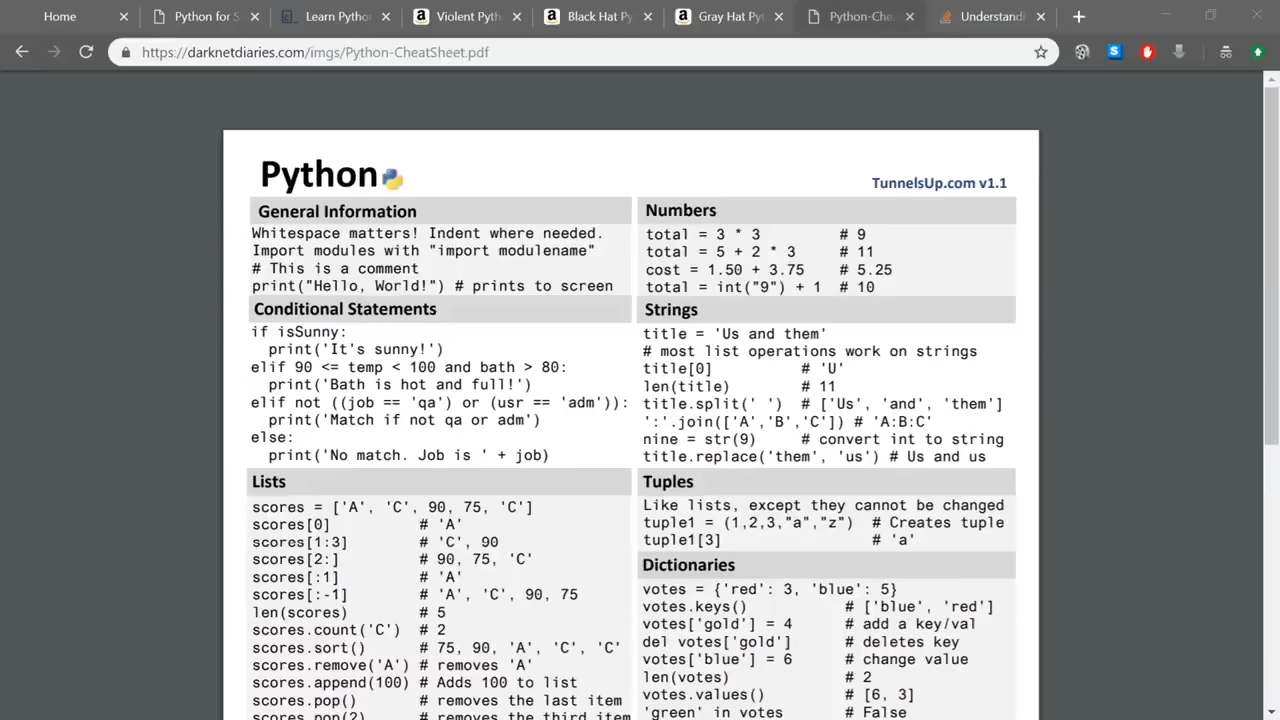 Home
Python for S
Learn Pytho
Violent Pyth
Black Hat Py
Gray Hat Pyt
Python-Che
Understandi
https://darknetdiaries.com/imgs/Python-CheatSheet.pdf
Python
TunnelsUp.com v1.1
General Information
Whitespace matters! Indent where needed.
Import modules with "import modulename"
# This is a comment
print("Hello, World!") # prints to screen
Conditional Statements
if isSunny:
print('It's sunny!')
elif 90 <= temp < 100 and bath > 80:
print('Bath is hot and full!')
elif not ((job == 'qa') or (usr == 'adm')):
print('Match if not qa or adm')
else:
print('No match. Job is ' + job)
Lists
scores = ['A', 'C', 90, 75, 'C']
scores[0] # 'A'
scores[1:3] # 'C', 90
scores[2:] # 90, 75, 'C'
scores[:1] # 'A'
scores[:-1] # 'A', 'C', 90, 75
len(scores) # 5
scores.count('C') # 2
scores.sort() # 75, 90, 'A', 'C', 'C'
scores.remove('A') # removes 'A'
scores.append(100) # Adds 100 to list
scores.pop() # removes the last item
scores.pop(2) # removes the third item
Numbers
total = 3 * 3 # 9
total = 5 + 2 * 3 # 11
cost = 1.50 + 3.75 # 5.25
total = int("9") + 1 # 10
Strings
title = 'Us and them'
# most list operations work on strings
title[0] # 'U'
len(title) # 11
title.split(' ') # ['Us', 'and', 'them']
':'.join(['A','B','C']) # 'A:B:C'
nine = str(9) # convert int to string
title.replace('them', 'us') # Us and us
Tuples
Like lists, except they cannot be changed
tuple1 = (1,2,3,"a","z") # Creates tuple
tuple1[3] # 'a'
Dictionaries
votes = {'red': 3, 'blue': 5}
votes.keys() # ['blue', 'red']
votes['gold'] = 4 # add a key/val
del votes['gold'] # deletes key
votes['blue'] = 6 # change value
len(votes) # 2
votes.values() # [6, 3]
'green' in votes # False